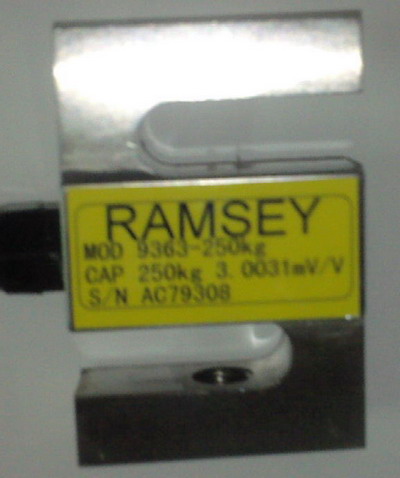 RAMSEY
MOD 9363-250kg
CAP 250kg 3.0031mV/V
S/N AC79308